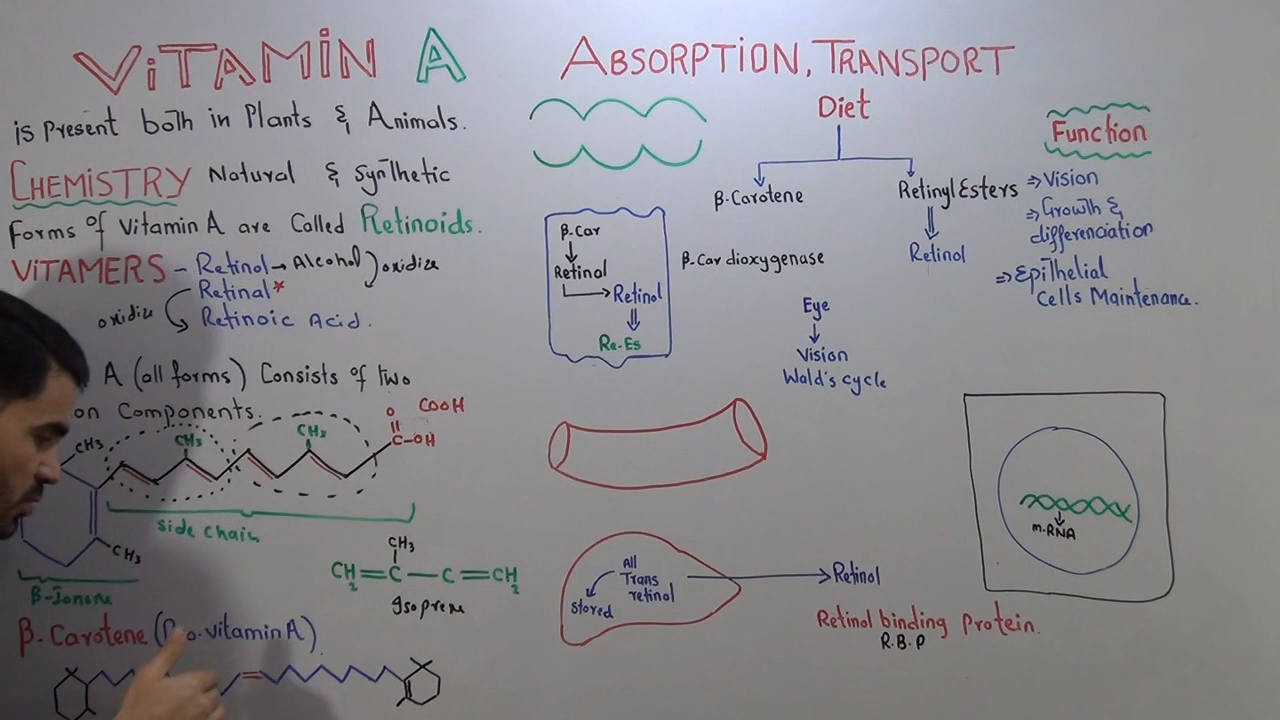 VITAMIN A
is Present both in Plants & Animals.
CHEMISTRY Natural & Synthetic
Forms of Vitamin A are Called Retinoids.
VITAMERS - Retinol → Alcohol oxidize
Retinal*
oxidize Retinoic Acid.
A (all forms) Consists of Two
on Components.
O COOH
CH3 CH3 CH3 C-OH
CH3
Side Chain
β-Ionone
CH3
CH2=C-C=CH2
Isoprene
β-Carotene (Pro-vitamin A)
ABSORPTION, TRANSPORT
Diet
β-Carotene
Retinyl Esters
Retinol
β-Car
Retinal
Retinol
Re-Es
β.Car dioxygenase
Eye
Vision
Wald's cycle
All
Trans
retinol
Stored
Retinol
Retinol binding Protein.
R.B.P
Function
⇒ Vision
⇒ Growth &
differenciation
⇒ Epithelial
Cells Maintenance.
m.RNA